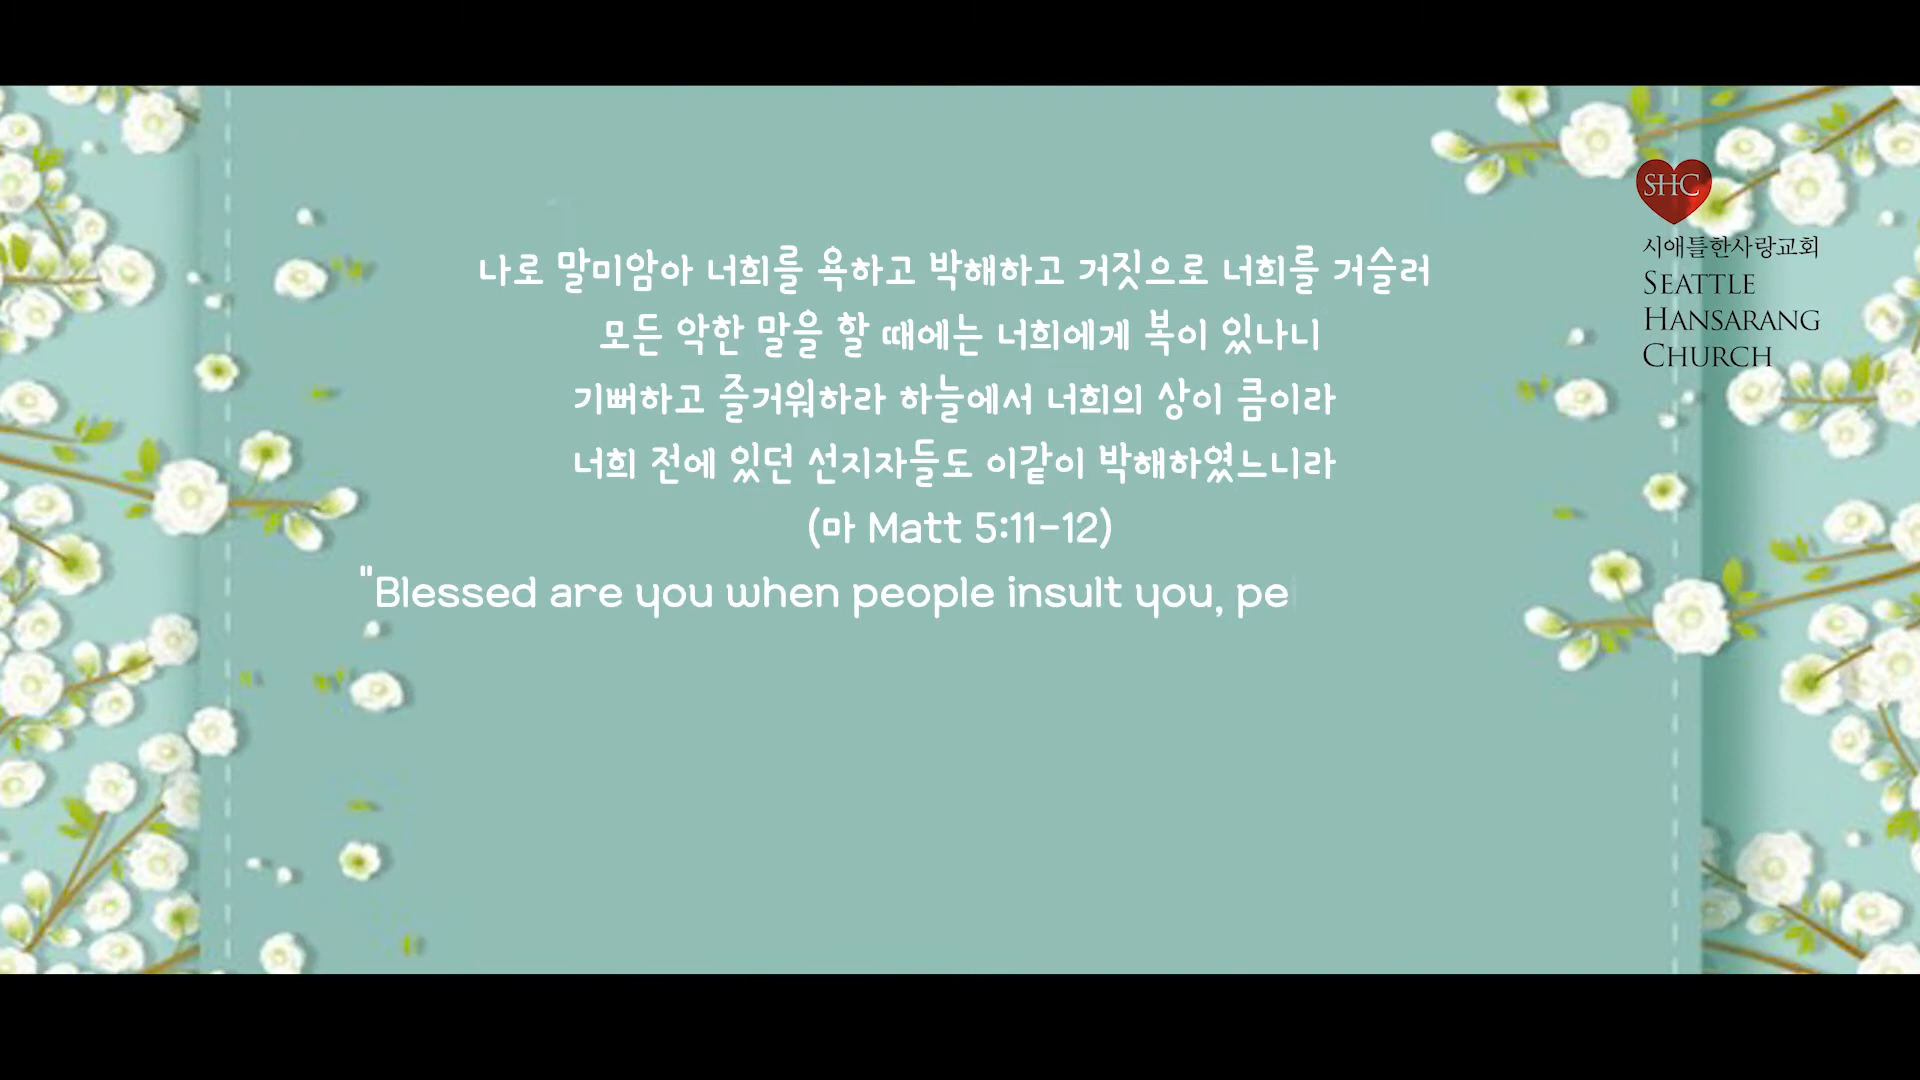 나로 말미암아 너희를 욕하고 박해하고 거짓으로 너희를 거슬러
모든 악한 말을 할 때에는 너희에게 복이 있나니
기뻐하고 즐거워하라 하늘에서 너희의 상이 큼이라
너희 전에 있던 선지자들도 이같이 박해하였느니라
(마 Matt 5:11-12)
"Blessed are you when people insult you, pe
SHC
시애틀한사랑교회
SEATTLE
HANSARANG
CHURCH